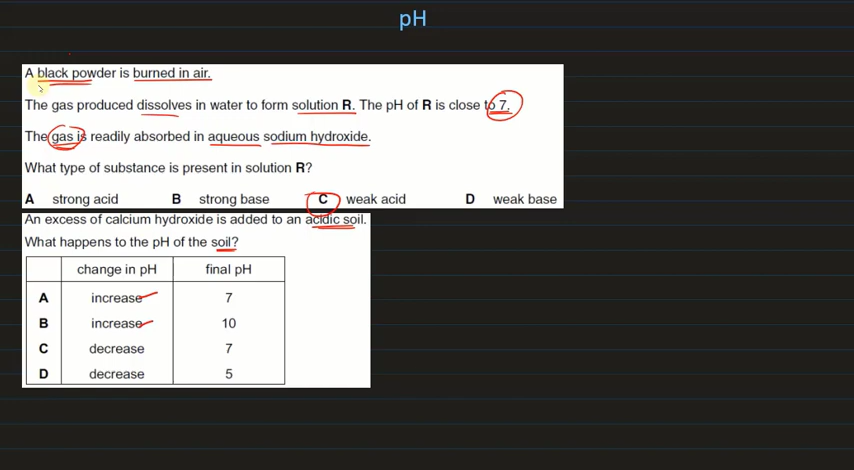 pH
A black powder is burned in air.
The gas produced dissolves in water to form solution R. The pH of R is close to 7.
The gas is readily absorbed in aqueous sodium hydroxide.
What type of substance is present in solution R?
A strong acid B strong base C weak acid D weak base
An excess of calcium hydroxide is added to an acidic soil.
What happens to the pH of the soil?
change in pH final pH
A increase 7
B increase 10
C decrease 7
D decrease 5